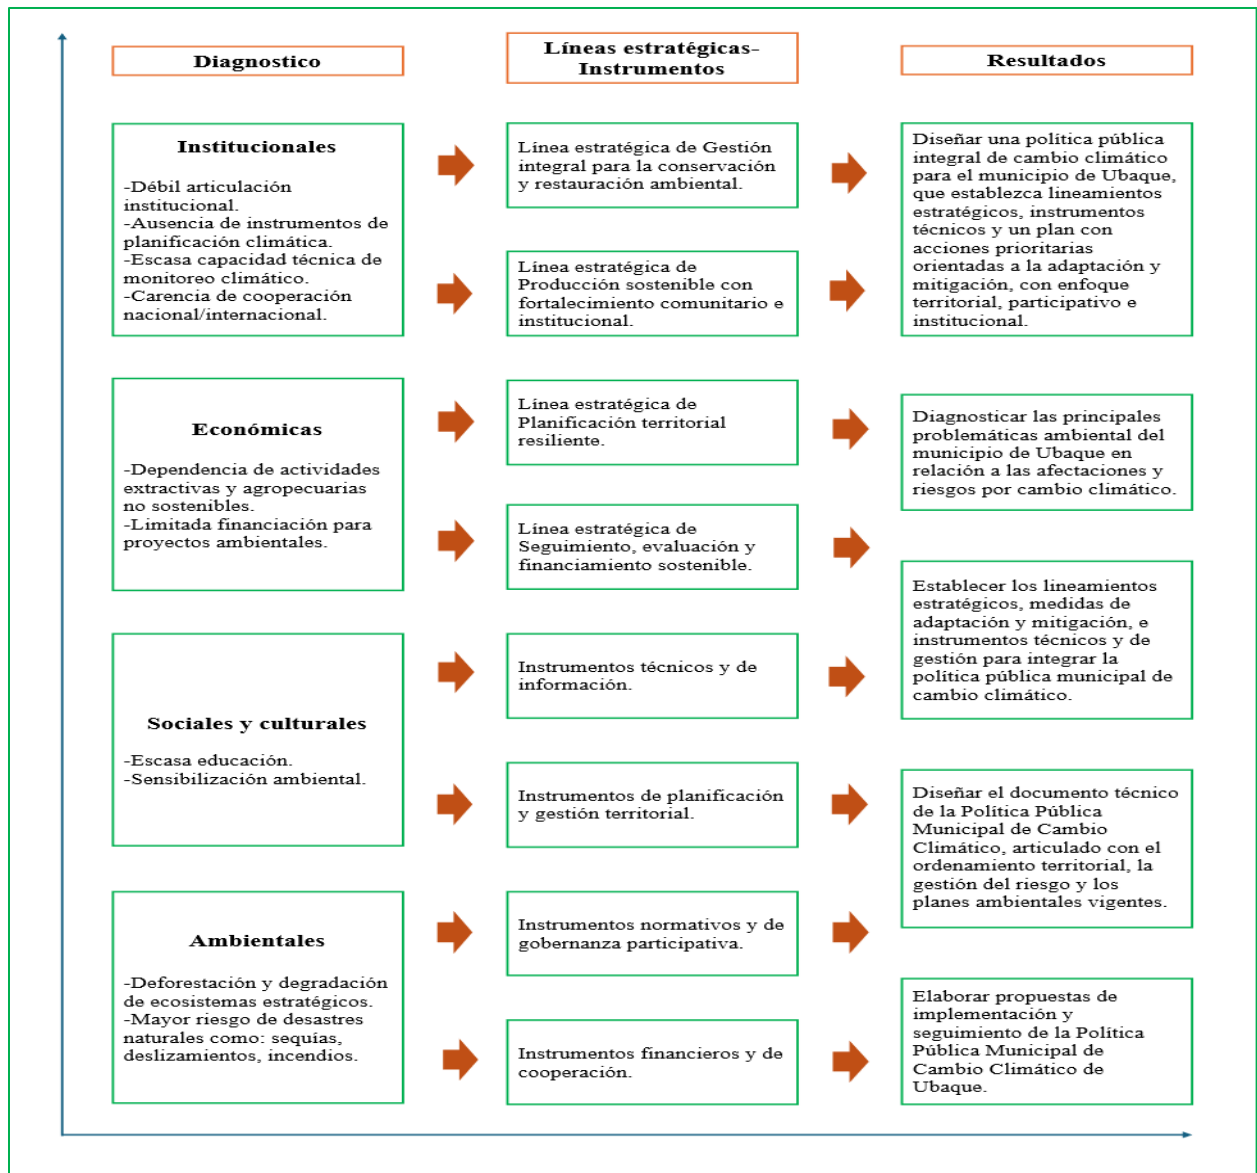 Diagnostico
Líneas estratégicas-
Instrumentos
Resultados
Institucionales
-Débil articulación
institucional.
-Ausencia de instrumentos de
planificación climática.
-Escasa capacidad técnica de
monitoreo climático.
-Carencia de cooperación
nacional/internacional.
Económicas
-Dependencia de actividades
extractivas y agropecuarias
no sostenibles.
-Limitada financiación para
proyectos ambientales.
Sociales y culturales
-Escasa educación.
-Sensibilización ambiental.
Ambientales
-Deforestación y degradación
de ecosistemas estratégicos.
-Mayor riesgo de desastres
naturales como: sequías,
deslizamientos, incendios.
Línea estratégica de Gestión
integral para la conservación
y restauración ambiental.
Línea estratégica de
Producción sostenible con
fortalecimiento comunitario e
institucional.
Línea estratégica de
Planificación territorial
resiliente.
Línea estratégica de
Seguimiento, evaluación y
financiamiento sostenible.
Instrumentos técnicos y de
información.
Instrumentos de planificación
y gestión territorial.
Instrumentos normativos y de
gobernanza participativa.
Instrumentos financieros y de
cooperación.
Diseñar una política pública
integral de cambio climático
para el municipio de Ubaque,
que establezca lineamientos
estratégicos, instrumentos
técnicos y un plan con
acciones prioritarias
orientadas a la adaptación y
mitigación, con enfoque
territorial, participativo e
institucional.
Diagnosticar las principales
problemáticas ambiental del
municipio de Ubaque en
relación a las afectaciones y
riesgos por cambio climático.
Establecer los lineamientos
estratégicos, medidas de
adaptación y mitigación, e
instrumentos técnicos y de
gestión para integrar la
política pública municipal de
cambio climático.
Diseñar el documento técnico
de la Política Pública
Municipal de Cambio
Climático, articulado con el
ordenamiento territorial, la
gestión del riesgo y los
planes ambientales vigentes.
Elaborar propuestas de
implementación y
seguimiento de la Política
Pública Municipal de
Cambio Climático de
Ubaque.